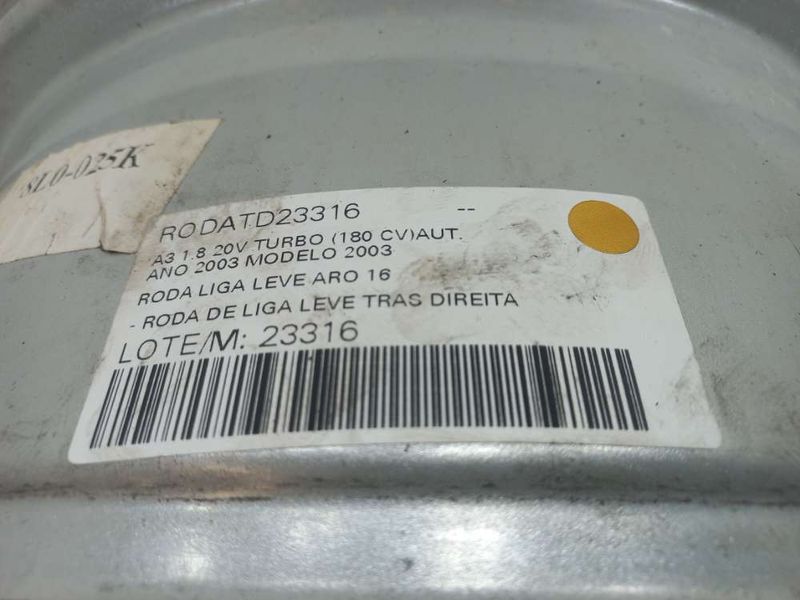 8L0-025K
RODATD23316 --
A3 1.8 20V TURBO (180 CV)AUT.
ANO 2003 MODELO 2003
RODA LIGA LEVE ARO 16
- RODA DE LIGA LEVE TRAS DIREITA
LOTE/M: 23316